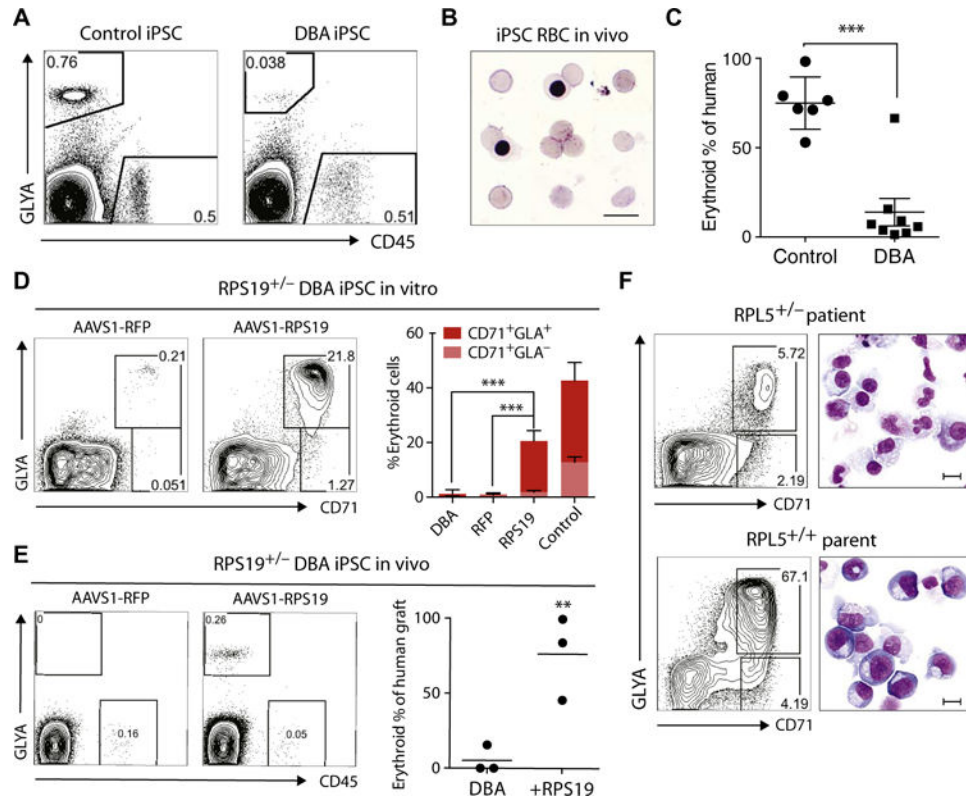 A
Control iPSC
DBA iPSC
0.76
0.038
0.5
0.51
GLYA
CD45
B
iPSC RBC in vivo
C
***
Erythroid % of human
100
50
0
Control
DBA
D
RPS19+/− DBA iPSC in vitro
AAVS1-RFP
AAVS1-RPS19
0.21
21.8
0.051
1.27
GLYA
CD71
CD71+GLA+
CD71+GLA−
% Erythroid cells
60
40
20
0
***
***
DBA
RFP
RPS19
Control
E
RPS19+/− DBA iPSC in vivo
AAVS1-RFP
AAVS1-RPS19
0
0.26
0.16
0.05
GLYA
CD45
Erythroid % of human graft
100
50
0
**
DBA
+RPS19
F
RPL5+/− patient
5.72
2.19
CD71
RPL5+/+ parent
67.1
4.19
GLYA
CD71